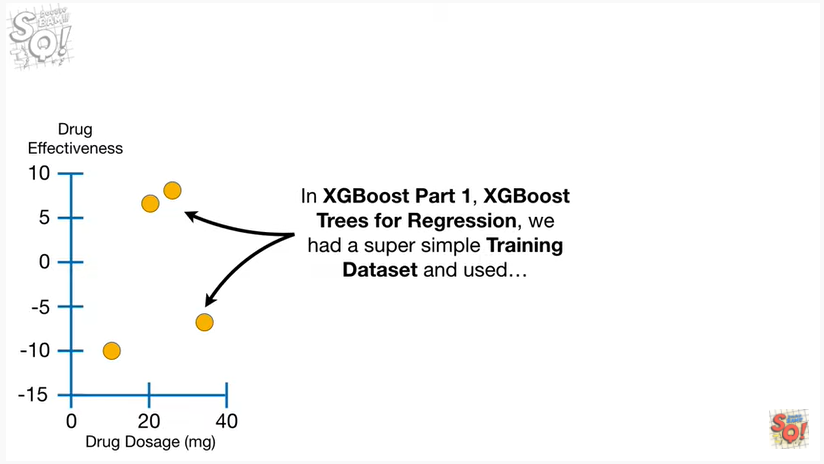 Drug
Effectiveness
10
5
0
-5
-10
-15
0
20
40
Drug Dosage (mg)
In XGBoost Part 1, XGBoost
Trees for Regression, we
had a super simple Training
Dataset and used…
SQ!